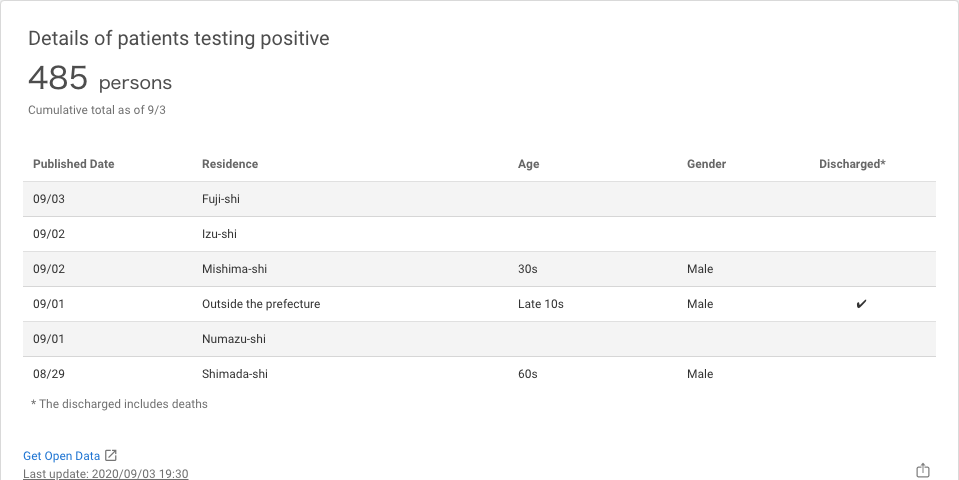 Details of patients testing positive
485 persons
Cumulative total as of 9/3
Published Date Residence Age Gender Discharged*
09/03 Fuji-shi
09/02 Izu-shi
09/02 Mishima-shi 30s Male
09/01 Outside the prefecture Late 10s Male ✔
09/01 Numazu-shi
08/29 Shimada-shi 60s Male
* The discharged includes deaths
Get Open Data
Last update: 2020/09/03 19:30